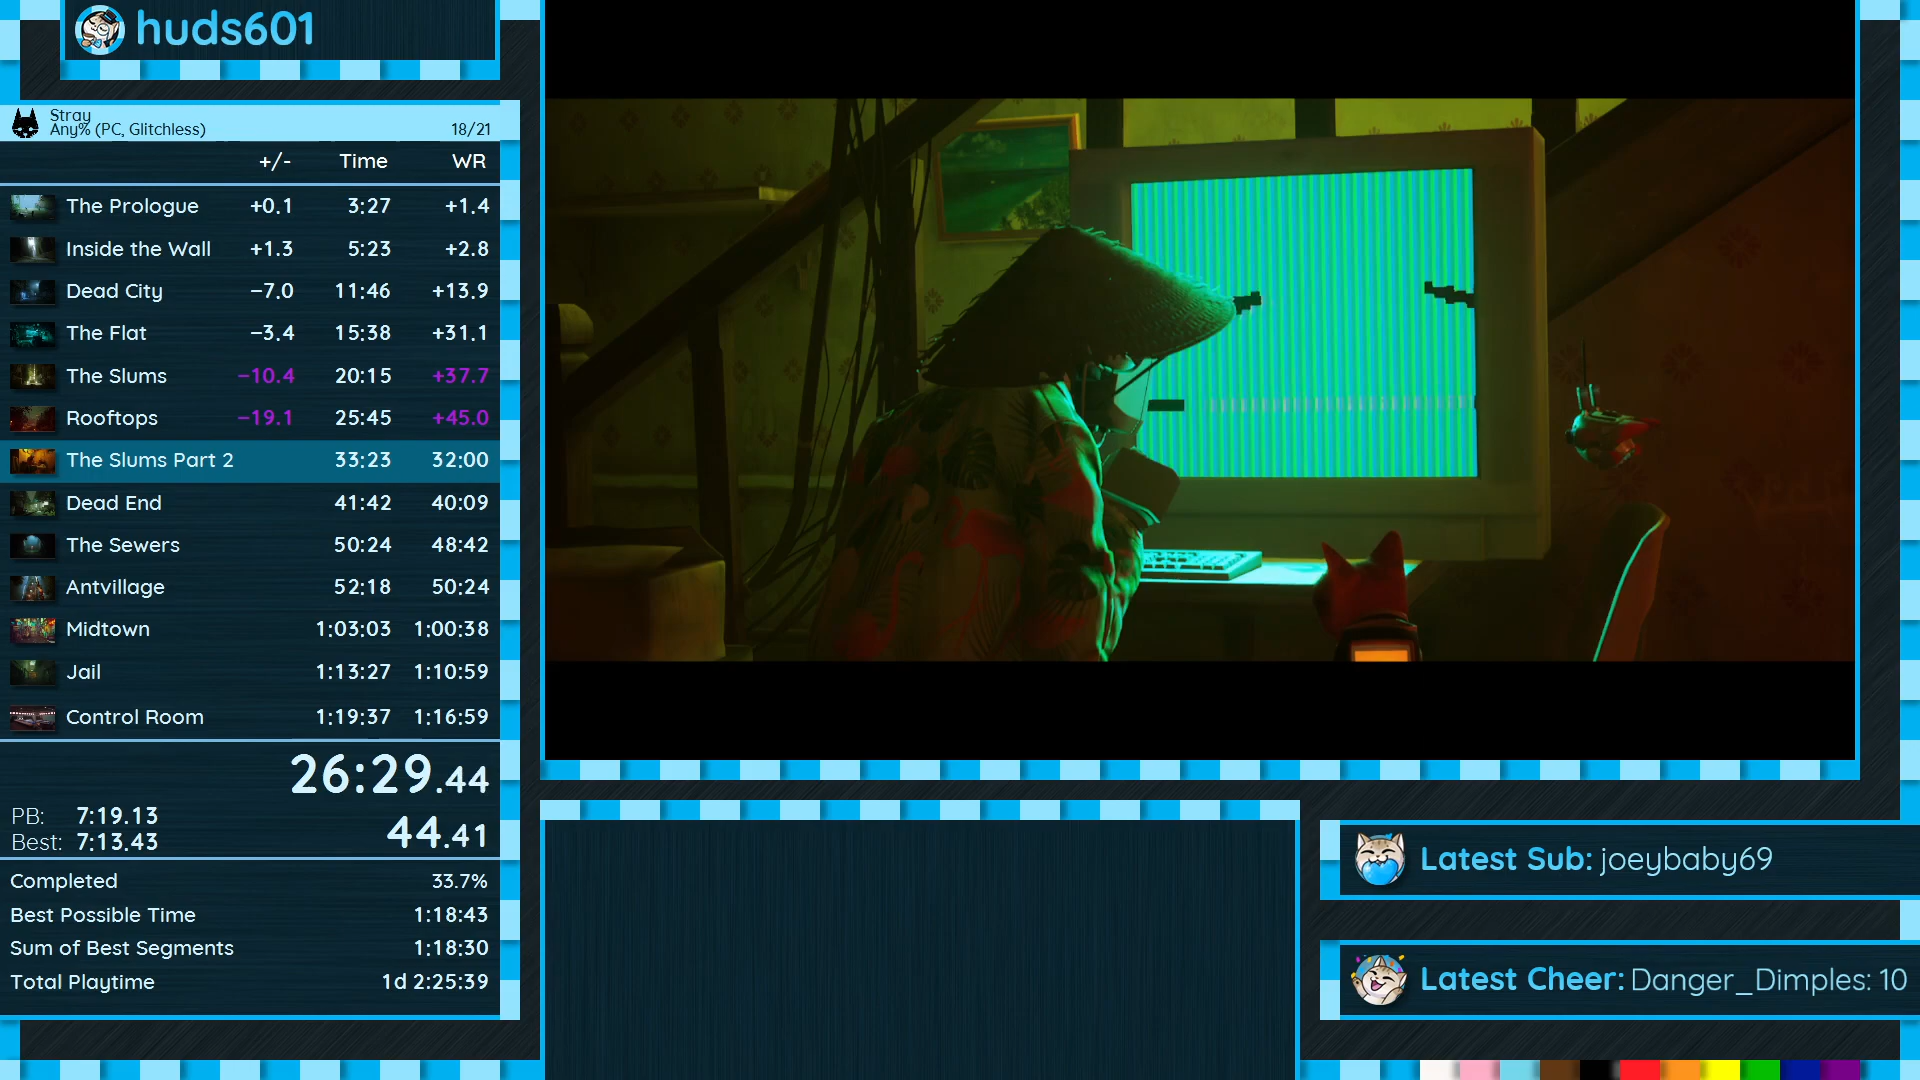 huds601
Stray
Any% (PC, Glitchless) 18/21
+/- Time WR
The Prologue +0.1 3:27 +1.4
Inside the Wall +1.3 5:23 +2.8
Dead City −7.0 11:46 +13.9
The Flat −3.4 15:38 +31.1
The Slums −10.4 20:15 +37.7
Rooftops −19.1 25:45 +45.0
The Slums Part 2 33:23 32:00
Dead End 41:42 40:09
The Sewers 50:24 48:42
Antvillage 52:18 50:24
Midtown 1:03:03 1:00:38
Jail 1:13:27 1:10:59
Control Room 1:19:37 1:16:59
26:29.44
PB: 7:19.13
Best: 7:13.43
44.41
Completed 33.7%
Best Possible Time 1:18:43
Sum of Best Segments 1:18:30
Total Playtime 1d 2:25:39
Latest Sub: joeybaby69
Latest Cheer: Danger_Dimples: 10